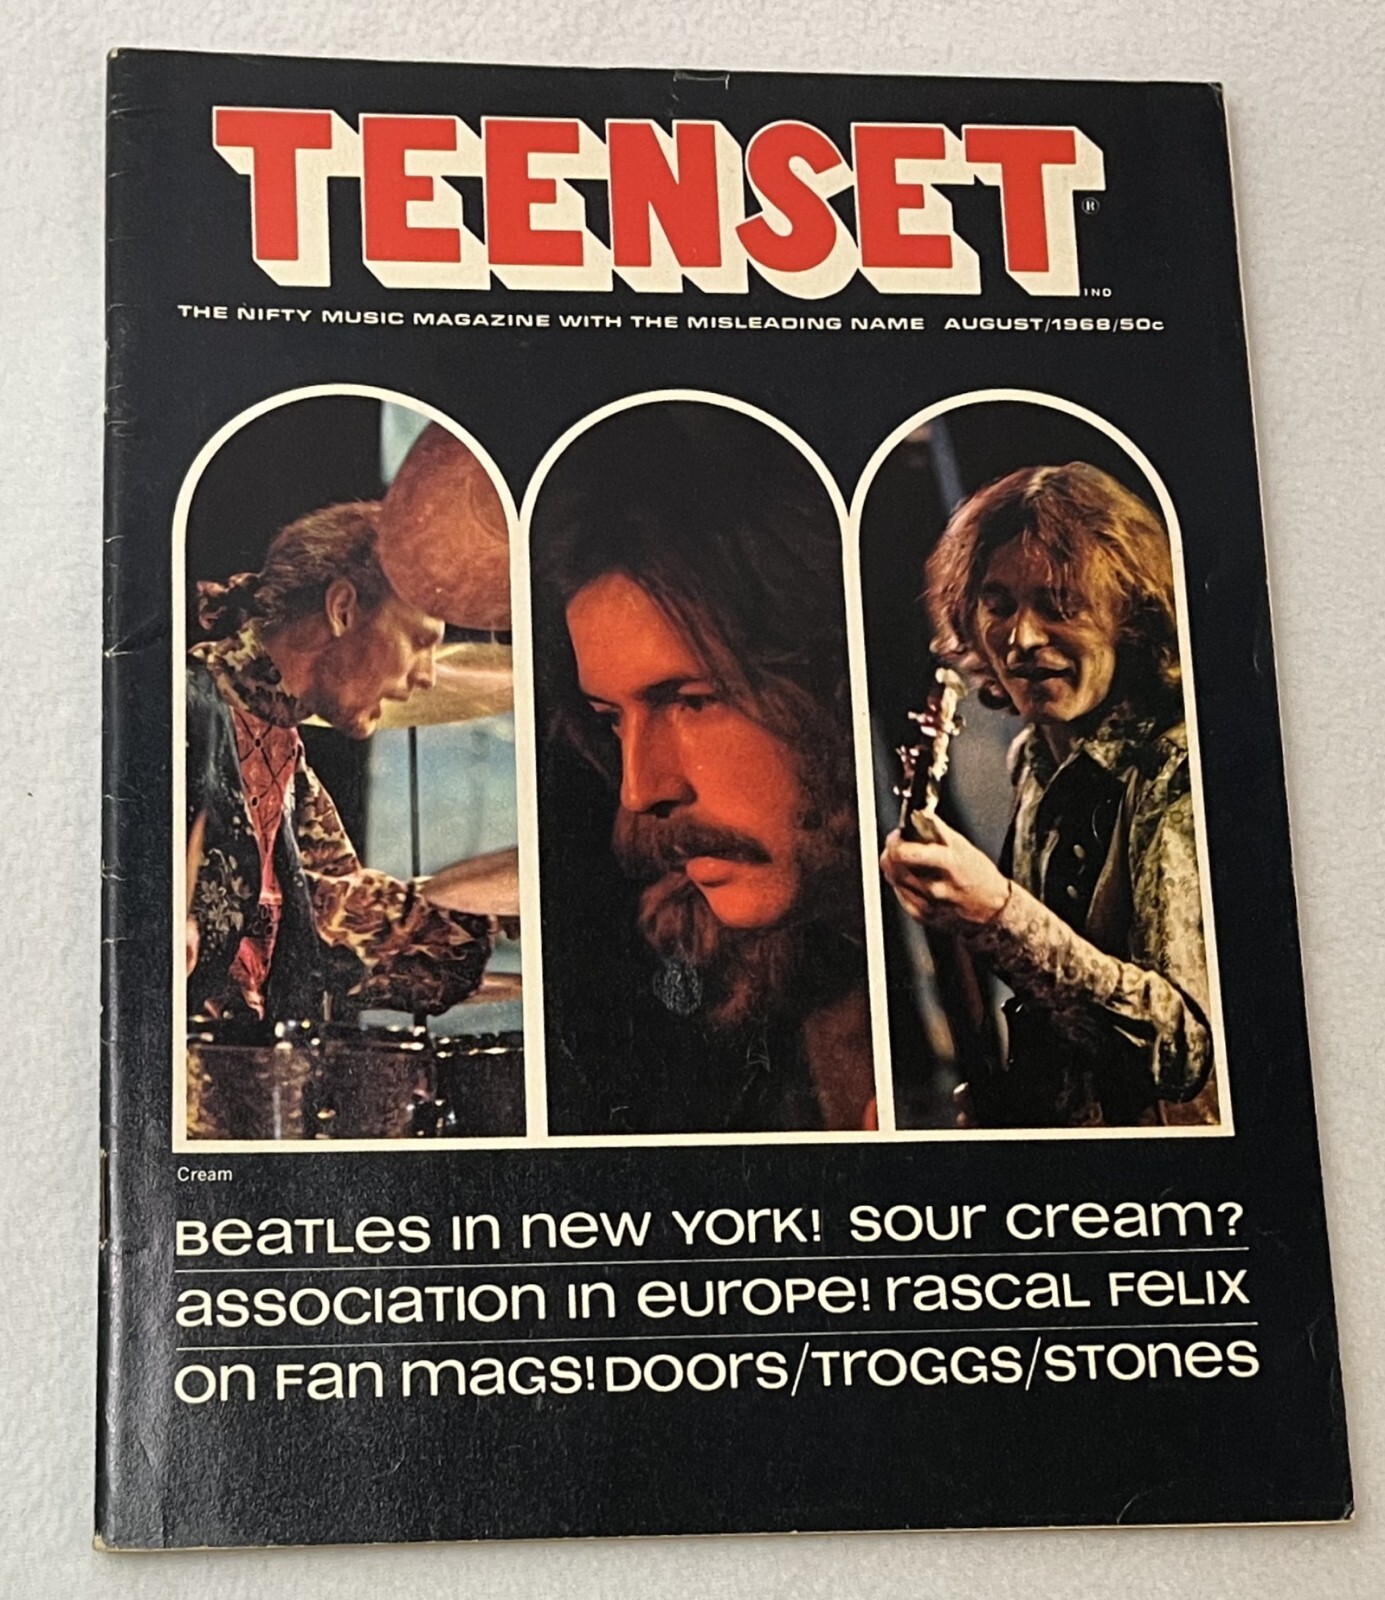 TEENSET
®
IND
THE NIFTY MUSIC MAGAZINE WITH THE MISLEADING NAME AUGUST/1968/50c
Cream
Beatles in new york! sour cream?
association in europe! rascal felix
on fan mags! Doors/Troggs/Stones